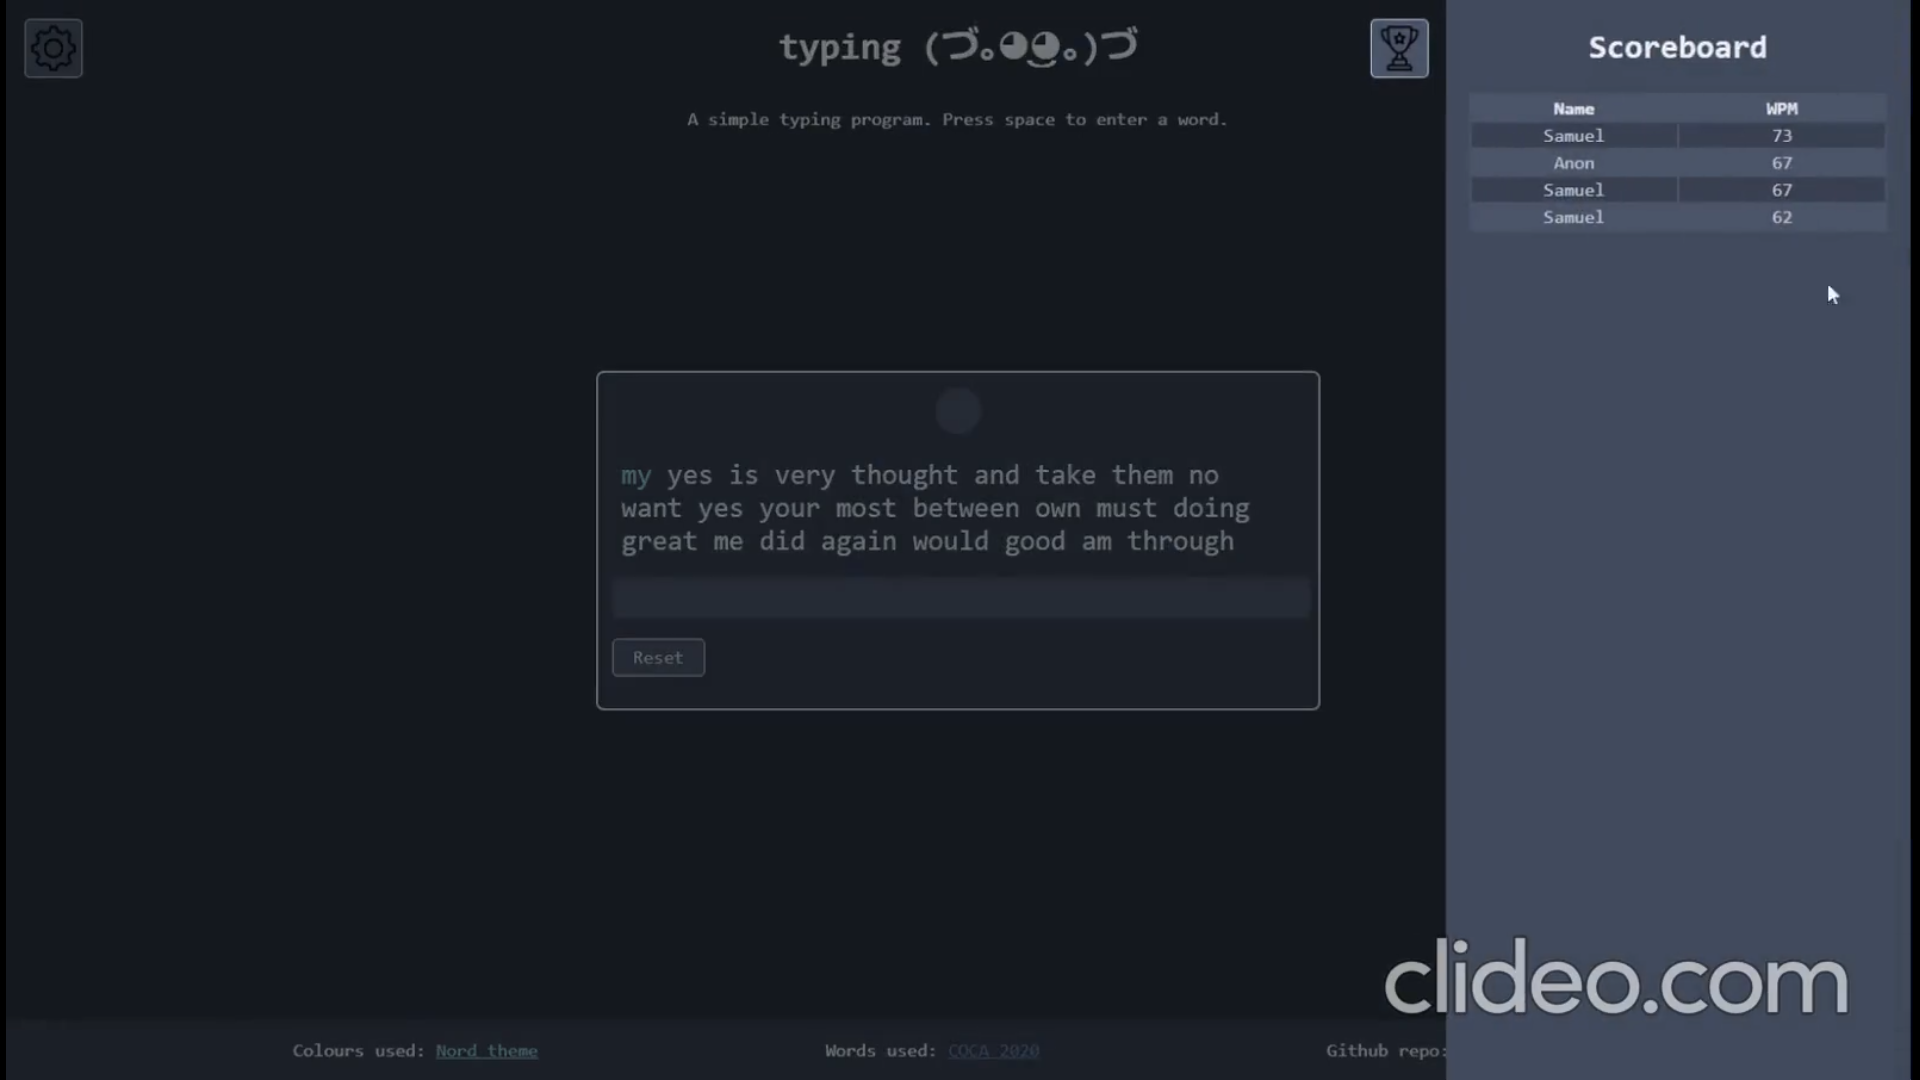 typing (づ｡◕‿‿◕｡)づ
A simple typing program. Press space to enter a word.
my yes is very thought and take them no
want yes your most between own must doing
great me did again would good am through
Reset
Colours used: Nord theme
Words used: COCA 2020
Github repo:
Scoreboard
Name WPM
Samuel 73
Anon 67
Samuel 67
Samuel 62
clideo.com